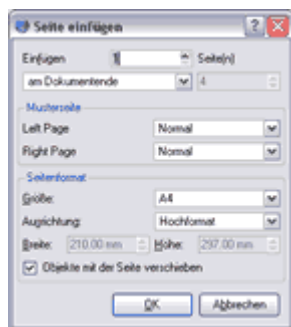 Seite einfügen
Einfügen 1 Seite(n)
am Dokumentende 4
Musterseite
Left Page Normal
Right Page Normal
Seitenformat
Größe: A4
Ausrichtung: Hochformat
Breite: 210.00 mm Höhe: 297.00 mm
Objekte mit der Seite verschieben
OK Abbrechen